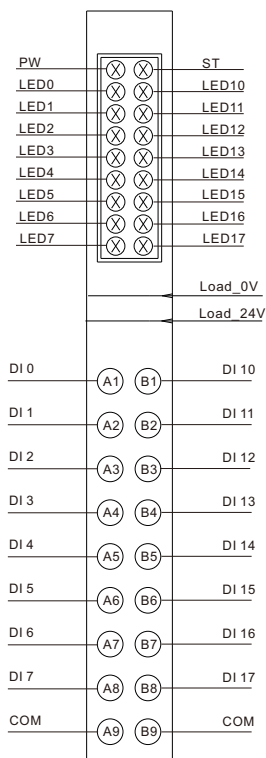 PW ST
LED0 LED10
LED1 LED11
LED2 LED12
LED3 LED13
LED4 LED14
LED5 LED15
LED6 LED16
LED7 LED17
Load_0V
Load_24V
DI 0 A1 B1 DI 10
DI 1 A2 B2 DI 11
DI 2 A3 B3 DI 12
DI 3 A4 B4 DI 13
DI 4 A5 B5 DI 14
DI 5 A6 B6 DI 15
DI 6 A7 B7 DI 16
DI 7 A8 B8 DI 17
COM A9 B9 COM